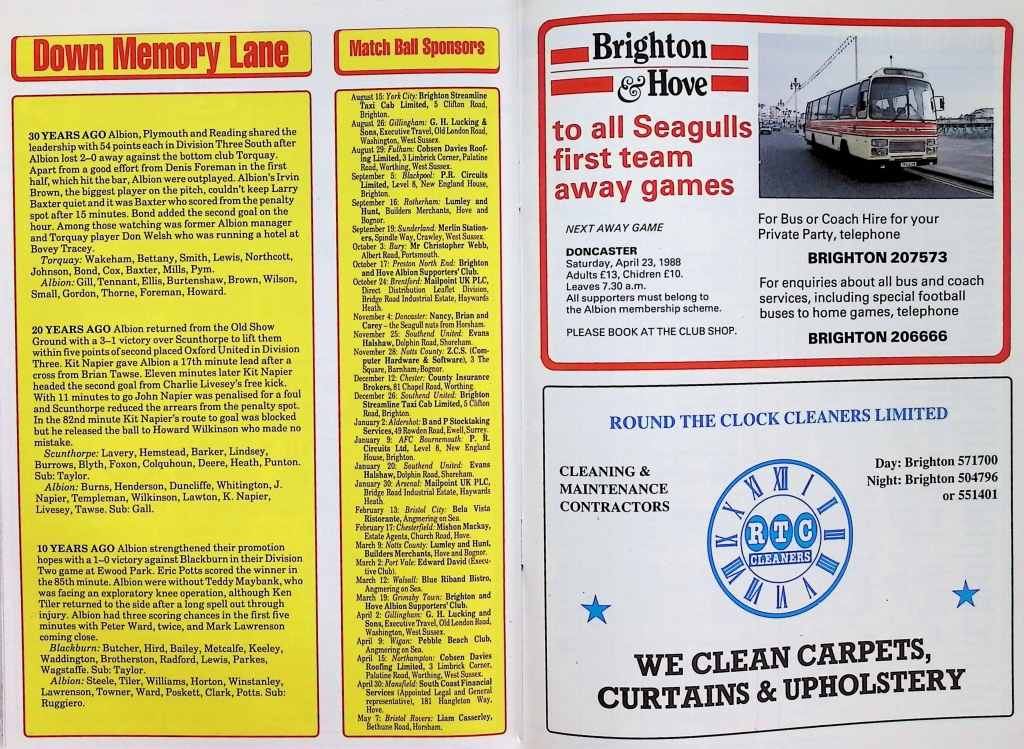 Down Memory Lane
30 YEARS AGO Albion, Plymouth and Reading shared the
leadership with 54 points each in Division Three South after
Albion lost 2–0 away against the bottom club Torquay.
Apart from a good effort from Denis Foreman in the first
half, which hit the bar, Albion were outplayed. Albion's Irvin
Brown, the biggest player on the pitch, couldn't keep Larry
Baxter quiet and it was Baxter who scored from the penalty
spot after 15 minutes. Bond added the second goal on the
hour. Among those watching was former Albion manager
and Torquay player Don Welsh who was running a hotel at
Bovey Tracey.
Torquay: Wakeham, Bettany, Smith, Lewis, Northcott,
Johnson, Bond, Cox, Baxter, Mills, Pym.
Albion: Gill, Tennant, Ellis, Burtenshaw, Brown, Wilson,
Small, Gordon, Thorne, Foreman, Howard.
20 YEARS AGO Albion returned from the Old Show
Ground with a 3–1 victory over Scunthorpe to lift them
within five points of second placed Oxford United in Division
Three. Kit Napier gave Albion a 17th minute lead after a
cross from Brian Tawse. Eleven minutes later Kit Napier
headed the second goal from Charlie Livesey's free kick.
With 11 minutes to go John Napier was penalised for a foul
and Scunthorpe reduced the arrears from the penalty spot.
In the 82nd minute Kit Napier's route to goal was blocked
but he released the ball to Howard Wilkinson who made no
mistake.
Scunthorpe: Lavery, Hemstead, Barker, Lindsey,
Burrows, Blyth, Foxon, Colquhoun, Deere, Heath, Punton.
Sub: Taylor.
Albion: Burns, Henderson, Duncliffe, Whitington, J.
Napier, Templeman, Wilkinson, Lawton, K. Napier,
Livesey, Tawse. Sub: Gall.
10 YEARS AGO Albion strengthened their promotion
hopes with a 1–0 victory against Blackburn in their Division
Two game at Ewood Park. Eric Potts scored the winner in
the 85th minute. Albion were without Teddy Maybank, who
was facing an exploratory knee operation, although Ken
Tiler returned to the side after a long spell out through
injury. Albion had three scoring chances in the first five
minutes with Peter Ward, twice, and Mark Lawrenson
coming close.
Blackburn: Butcher, Hird, Bailey, Metcalfe, Keeley,
Waddington, Brotherston, Radford, Lewis, Parkes,
Wagstaffe. Sub: Taylor.
Albion: Steele, Tiler, Williams, Horton, Winstanley,
Lawrenson, Towner, Ward, Poskett, Clark, Potts. Sub:
Ruggiero.
Match Ball Sponsors
August 15: York City: Brighton Streamline
Taxi Cab Limited, 5 Clifton Road,
Brighton.
August 26: Gillingham: G. H. Lucking &
Sons, Executive Travel, Old London Road,
Washington, West Sussex.
August 29: Fulham: Cobsen Davies Roof-
ing Limited, 3 Limbrick Corner, Palatine
Road, Worthing, West Sussex.
September 5: Blackpool: P.R. Circuits
Limited, Level 8, New England House,
Brighton.
September 16: Rotherham: Lumley and
Hunt, Builders Merchants, Hove and
Bognor.
September 19: Sunderland: Merlin Station-
ers, Spindle Way, Crawley, West Sussex.
October 3: Bury: Mr Christopher Webb,
Albert Road, Portsmouth.
October 17: Preston North End: Brighton
and Hove Albion Supporters' Club.
October 24: Brentford: Mailpoint UK PLC,
Direct Distribution Leaflet Division,
Bridge Road Industrial Estate, Haywards
Heath.
November 4: Doncaster: Nancy, Brian and
Carey – the Seagull nuts from Horsham.
November 25: Southend United: Evans
Halshaw, Dolphin Road, Shoreham.
November 28: Notts County: Z.C.S. (Com-
puter Hardware & Software), 3 The
Square, Barnham, Bognor.
December 12: Chester: County Insurance
Brokers, 81 Chapel Road, Worthing.
December 26: Southend United: Brighton
Streamline Taxi Cab Limited, 5 Clifton
Road, Brighton.
January 2: Aldershot: B and P Stocktaking
Services, 49 Rowden Road, Ewell, Surrey.
January 9: AFC Bournemouth: P. R.
Circuits Ltd, Level 8, New England
House, Brighton.
January 20: Southend United: Evans
Halshaw, Dolphin Road, Shoreham.
January 30: Arsenal: Mailpoint UK PLC,
Bridge Road Industrial Estate, Haywards
Heath.
February 13: Bristol City: Bela Vista
Ristorante, Angmering on Sea.
February 17: Chesterfield: Mishon Mackay,
Estate Agents, Church Road, Hove.
March 9: Notts County: Lumley and Hunt,
Builders Merchants, Hove and Bognor.
March 2: Port Vale: Edward David (Execu-
tive Club).
March 12: Walsall: Blue Riband Bistro,
Angmering on Sea.
March 19: Grimsby Town: Brighton and
Hove Albion Supporters' Club.
April 2: Gillingham: G. H. Lucking and
Sons, Executive Travel, Old London Road,
Washington, West Sussex.
April 9: Wigan: Pebble Beach Club,
Angmering on Sea.
April 15: Northampton: Cobsen Davies
Roofing Limited, 3 Limbrick Corner,
Palatine Road, Worthing, West Sussex.
April 30: Mansfield: South Coast Financial
Services (Appointed Legal and General
representative), 181 Hangleton Way,
Hove.
May 7: Bristol Rovers: Liam Casserley,
Bethune Road, Horsham.
Brighton
& Hove
to all Seagulls
first team
away games
NEXT AWAY GAME
DONCASTER
Saturday, April 23, 1988
Adults £13, Chidren £10.
Leaves 7.30 a.m.
All supporters must belong to
the Albion membership scheme.
PLEASE BOOK AT THE CLUB SHOP.
For Bus or Coach Hire for your
Private Party, telephone
BRIGHTON 207573
For enquiries about all bus and coach
services, including special football
buses to home games, telephone
BRIGHTON 206666
ROUND THE CLOCK CLEANERS LIMITED
CLEANING &
MAINTENANCE
CONTRACTORS
Day: Brighton 571700
Night: Brighton 504796
or 551401
XII I II III IIII V VI VII VIII IX X XI
RTC
CLEANERS
WE CLEAN CARPETS,
CURTAINS & UPHOLSTERY